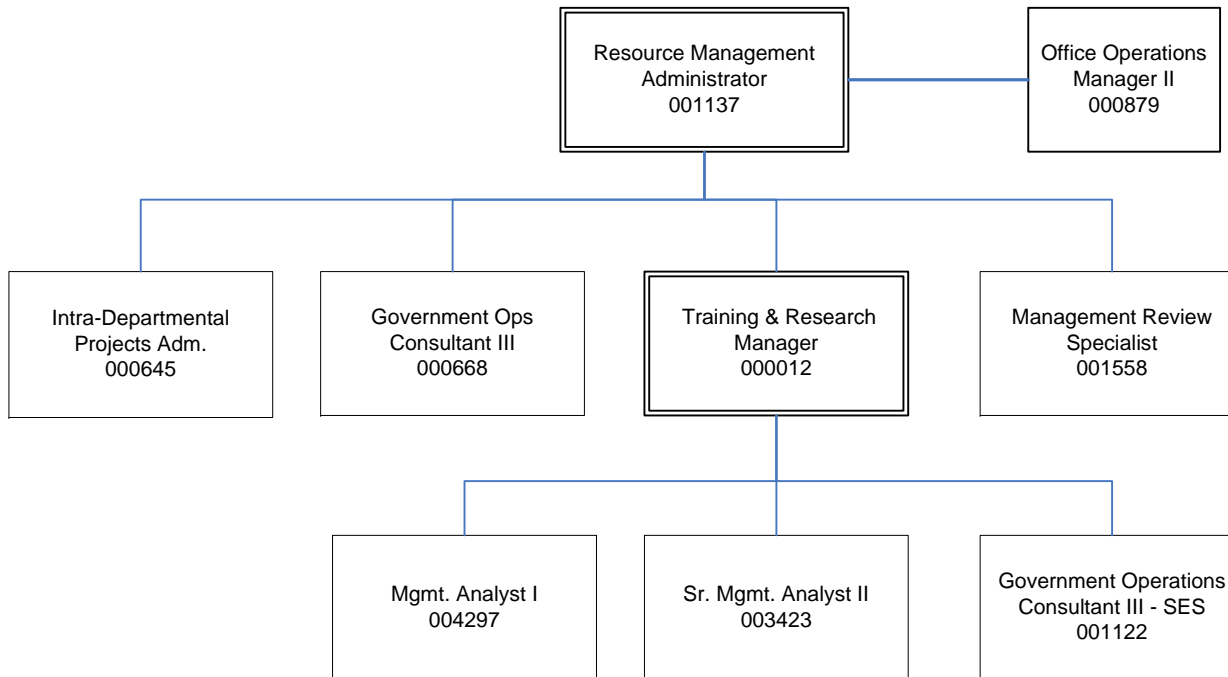 Resource Management
Administrator
001137
Office Operations
Manager II
000879
Intra-Departmental
Projects Adm.
000645
Government Ops
Consultant III
000668
Training & Research
Manager
000012
Management Review
Specialist
001558
Mgmt. Analyst I
004297
Sr. Mgmt. Analyst II
003423
Government Operations
Consultant III - SES
001122